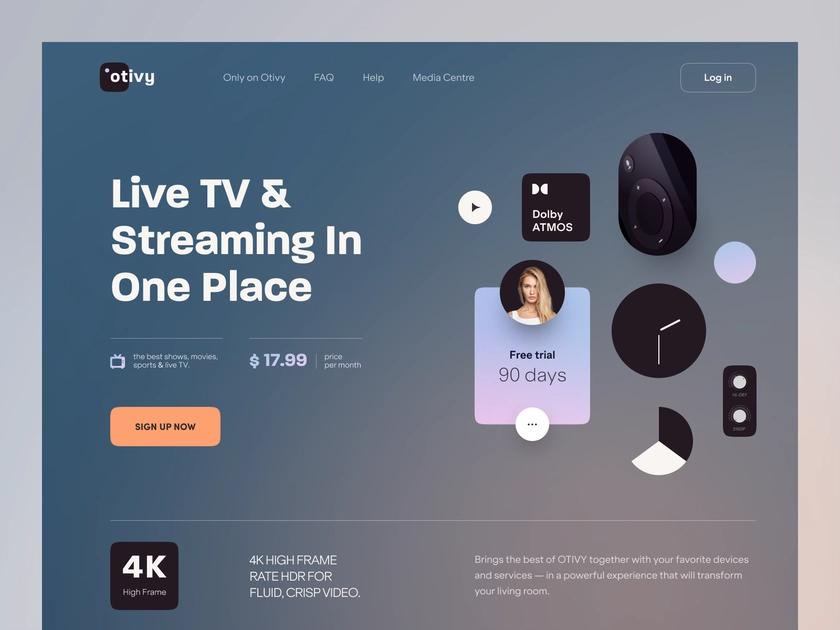 otivy
Only on Otivy
FAQ
Help
Media Centre
Log in
Live TV &
Streaming In
One Place
the best shows, movies,
sports & live TV.
$ 17.99
price
per month
SIGN UP NOW
Dolby
ATMOS
Free trial
90 days
4K
High Frame
4K HIGH FRAME
RATE HDR FOR
FLUID, CRISP VIDEO.
Brings the best of OTIVY together with your favorite devices
and services — in a powerful experience that will transform
your living room.